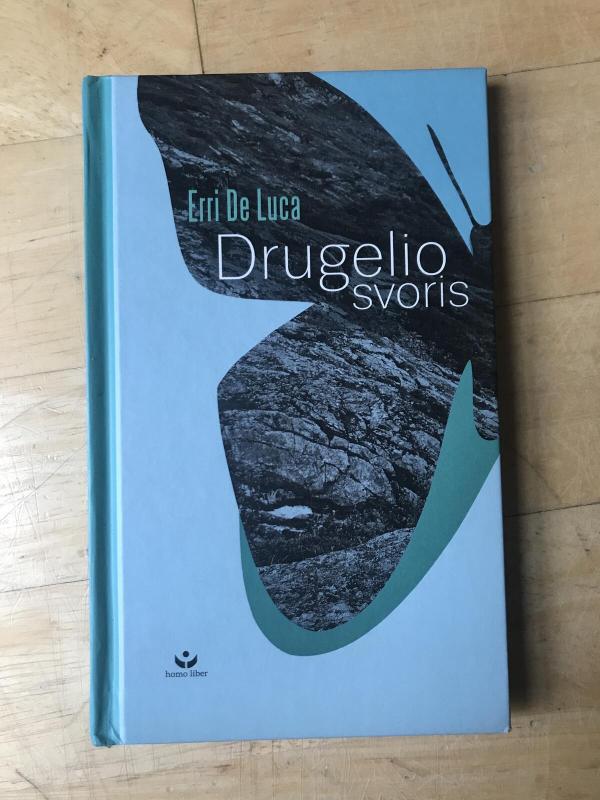 Erri De Luca
Drugelio
svoris
homo liber